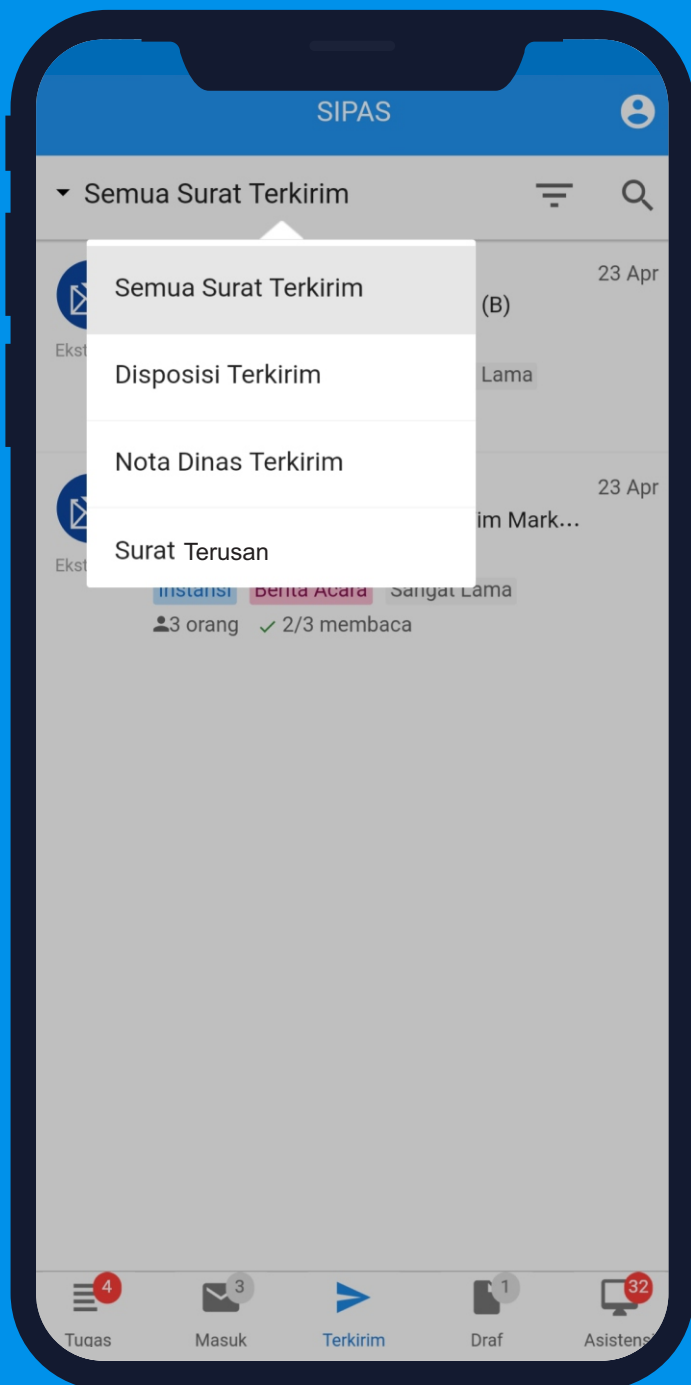 SIPAS
Semua Surat Terkirim
23 Apr
Semua Surat Terkirim
(B)
Disposisi Terkirim
Lama
Nota Dinas Terkirim
23 Apr
im Mark...
Surat Terusan
Instansi Berita Acara Sangat Lama
3 orang 2/3 membaca
4 3 1 32
Tugas Masuk Terkirim Draf Asistensi